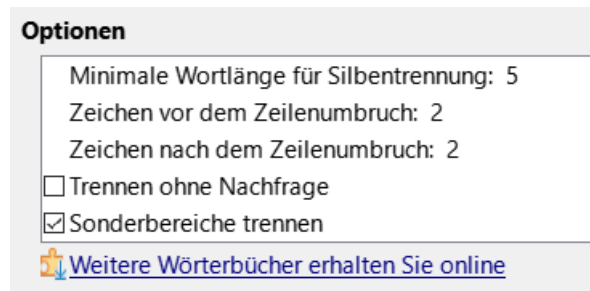 Optionen
Minimale Wortlänge für Silbentrennung: 5
Zeichen vor dem Zeilenumbruch: 2
Zeichen nach dem Zeilenumbruch: 2
Trennen ohne Nachfrage
Sonderbereiche trennen
Weitere Wörterbücher erhalten Sie online